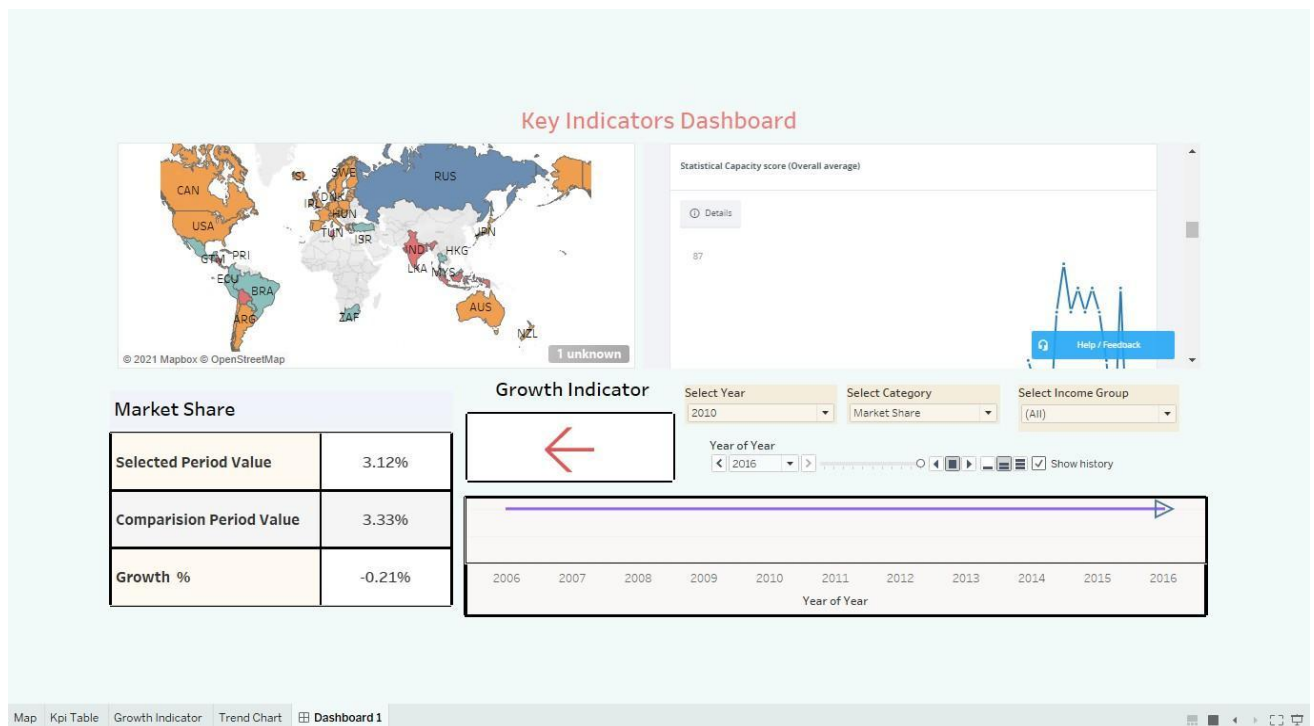 Key Indicators Dashboard
CAN
USA
GTM
PRI
ECU
BRA
ARG
ISL
SWE
DNK
IRL
HUN
TUN
ISR
RUS
ZAF
IND
LKA
HKG
MYS
JPN
AUS
NZL
© 2021 Mapbox © OpenStreetMap
1 unknown
Statistical Capacity score (Overall average)
Details
87
Help / Feedback
Market Share
Selected Period Value 3.12%
Comparision Period Value 3.33%
Growth % -0.21%
Growth Indicator
Select Year
2010
Select Category
Market Share
Select Income Group
(All)
Year of Year
2016
Show history
2006 2007 2008 2009 2010 2011 2012 2013 2014 2015 2016
Year of Year
Map Kpi Table Growth Indicator Trend Chart Dashboard 1